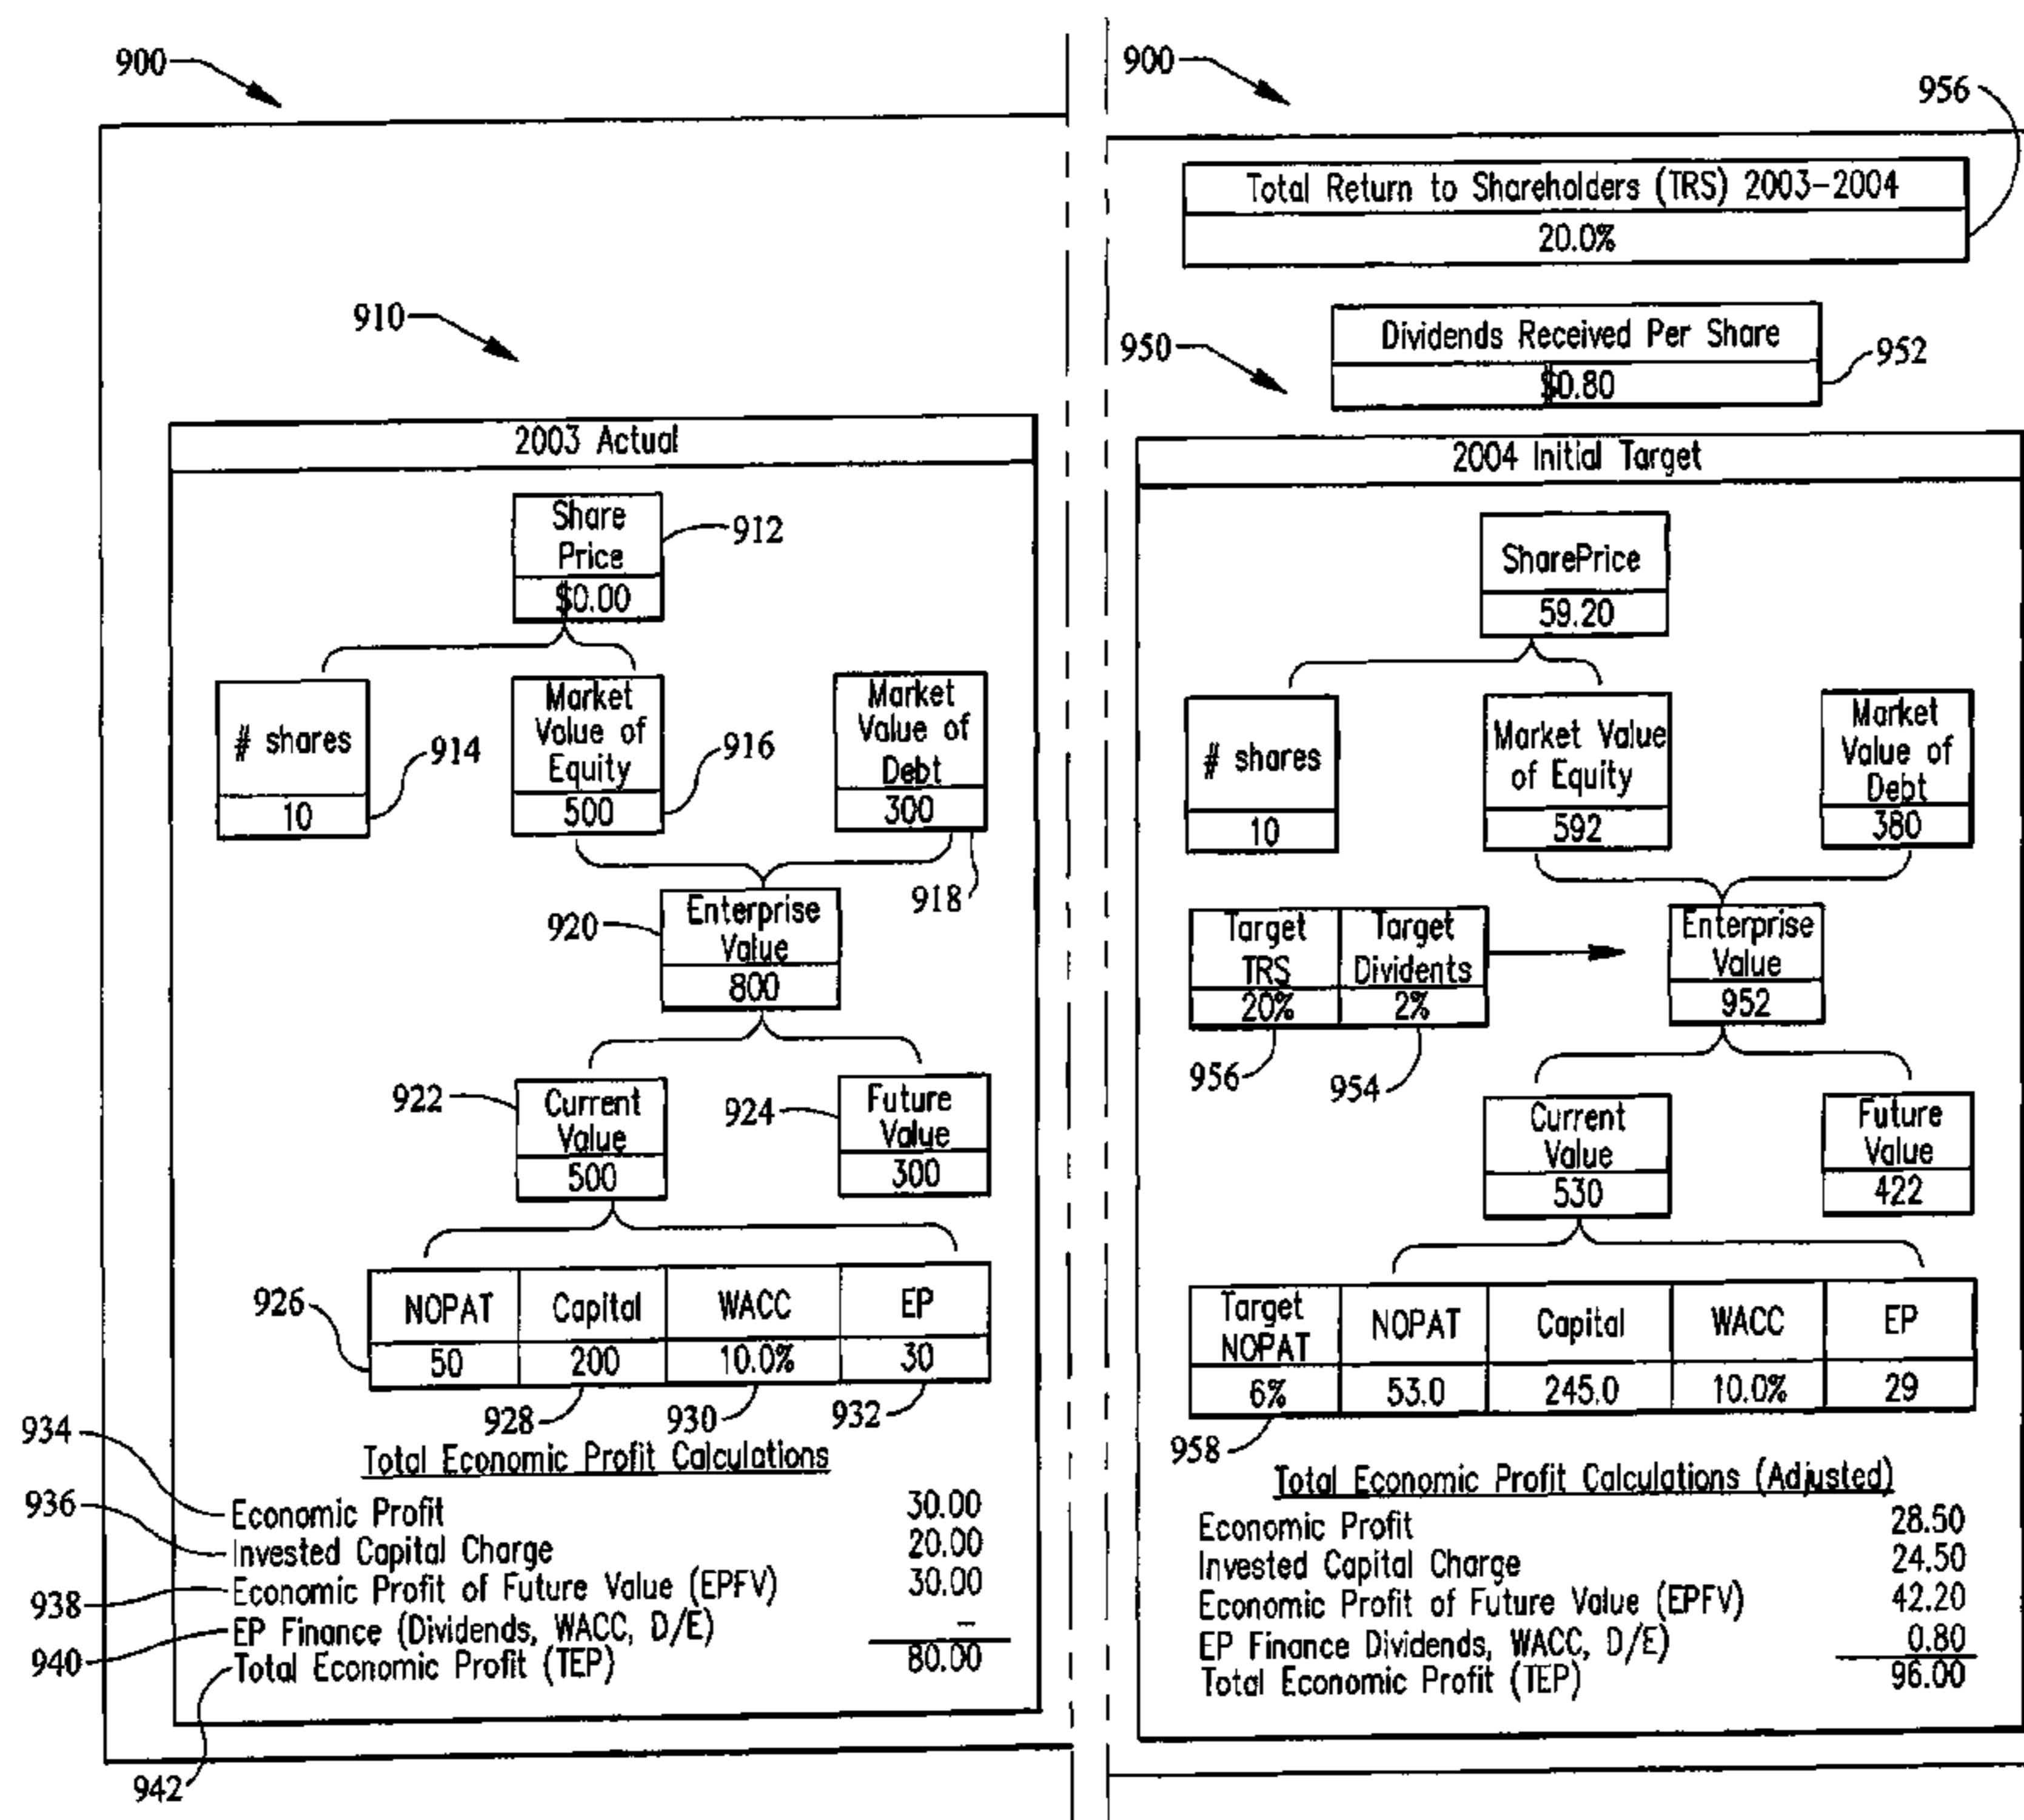 900
910
2003 Actual
Share
Price
$0.00
912
# shares
10
914
Market
Value of
Equity
500
916
Market
Value of
Debt
300
918
920
Enterprise
Value
800
922
Current
Value
500
924
Future
Value
300
926
NOPAT Capital WACC EP
50 200 10.0% 30
928 930 932
934
Total Economic Profit Calculations
936
Economic Profit 30.00
Invested Capital Charge 20.00
938
Economic Profit of Future Value (EPFV) 30.00
EP Finance (Dividends, WACC, D/E) –
940
Total Economic Profit (TEP) 80.00
942
900
956
Total Return to Shareholders (TRS) 2003–2004
20.0%
950
Dividends Received Per Share
$0.80
952
2004 Initial Target
SharePrice
59.20
# shares
10
Market Value
of Equity
592
Market
Value of
Debt
380
Target
TRS
20%
Target
Dividents
2%
Enterprise
Value
952
956
954
Current
Value
530
Future
Value
422
Target
NOPAT NOPAT Capital WACC EP
6% 53.0 245.0 10.0% 29
958
Total Economic Profit Calculations (Adjusted)
Economic Profit 28.50
Invested Capital Charge 24.50
Economic Profit of Future Value (EPFV) 42.20
EP Finance Dividends, WACC, D/E) 0.80
Total Economic Profit (TEP) 96.00